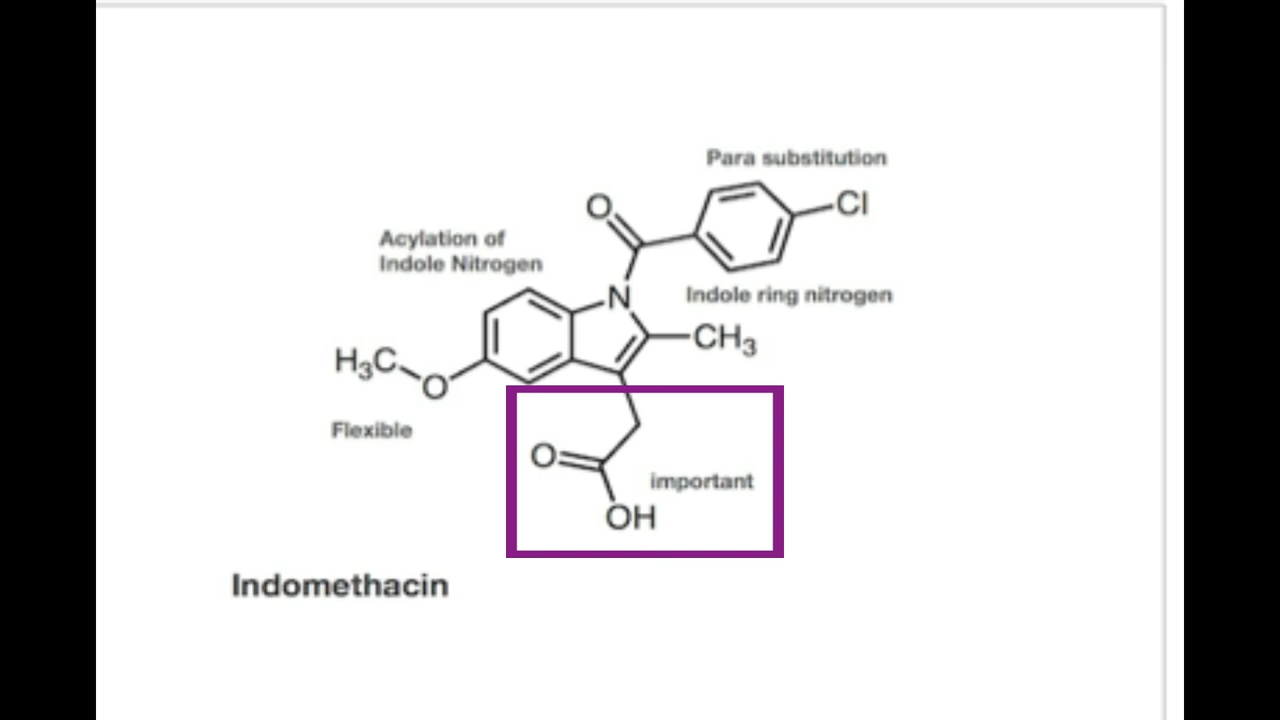 Para substitution
O
Cl
Acylation of
Indole Nitrogen
N
Indole ring nitrogen
CH3
H3C
O
Flexible
O
important
OH
Indomethacin